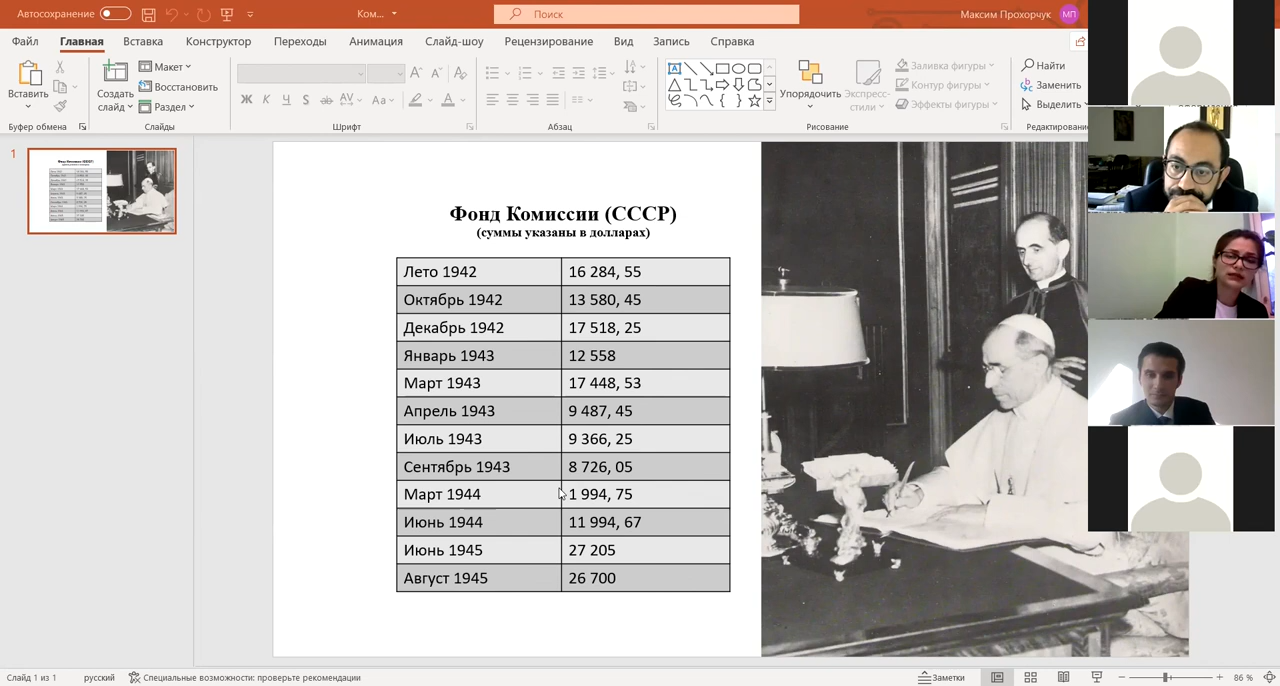 Автосохранение
Ком...
Поиск
Максим Прохорчук
МП
Файл
Главная
Вставка
Конструктор
Переходы
Анимация
Слайд-шоу
Рецензирование
Вид
Запись
Справка
Вставить
Создать
слайд
Макет
Восстановить
Раздел
Ж К Ч S ab AV Aa А
Упорядочить
Экспресс-
стили
Заливка фигуры
Контур фигуры
Эффекты фигуры
Найти
Заменить
Выделить
Буфер обмена
Слайды
Шрифт
Абзац
Рисование
Редактировани
1
Фонд Комиссии (СССР)
(суммы указаны в долларах)
Лето 1942 16 284, 55
Октябрь 1942 13 580, 45
Декабрь 1942 17 518, 25
Январь 1943 12 558
Март 1943 17 448, 53
Апрель 1943 9 487, 45
Июль 1943 9 366, 25
Сентябрь 1943 8 726, 05
Март 1944 1 994, 75
Июнь 1944 11 994, 67
Июнь 1945 27 205
Август 1945 26 700
Слайд 1 из 1
русский
Специальные возможности: проверьте рекомендации
Заметки
86 %